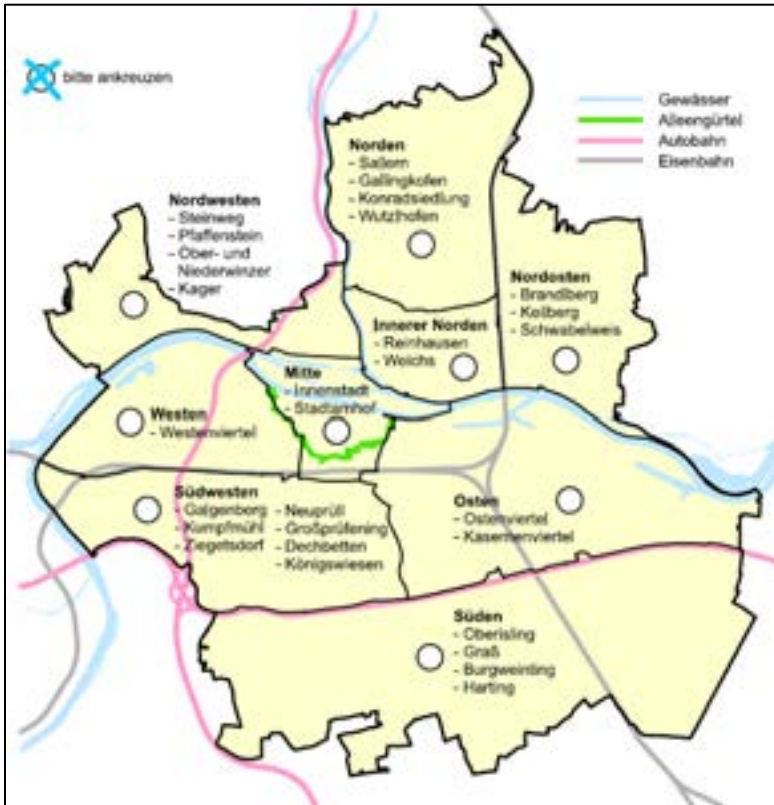 bitte ankreuzen
Gewässer
Alleengürtel
Autobahn
Eisenbahn
Norden
- Sallern
- Gallingkofen
- Konradsiedlung
- Wutzlhofen
Nordwesten
- Steinweg
- Pfaffenstein
- Ober- und
Niederwinzer
- Kager
Nordosten
- Brandlberg
- Keilberg
- Schwabelweis
Innerer Norden
- Reinhausen
- Weichs
Mitte
- Innenstadt
- Stadtamhof
Westen
- Westenviertel
Südwesten
- Galgenberg
- Kumpfmühl
- Ziegetsdorf
- Neuprüll
- Großprüfening
- Dechbetten
- Königswiesen
Osten
- Ostenviertel
- Kasernenviertel
Süden
- Oberisling
- Graß
- Burgweinting
- Harting